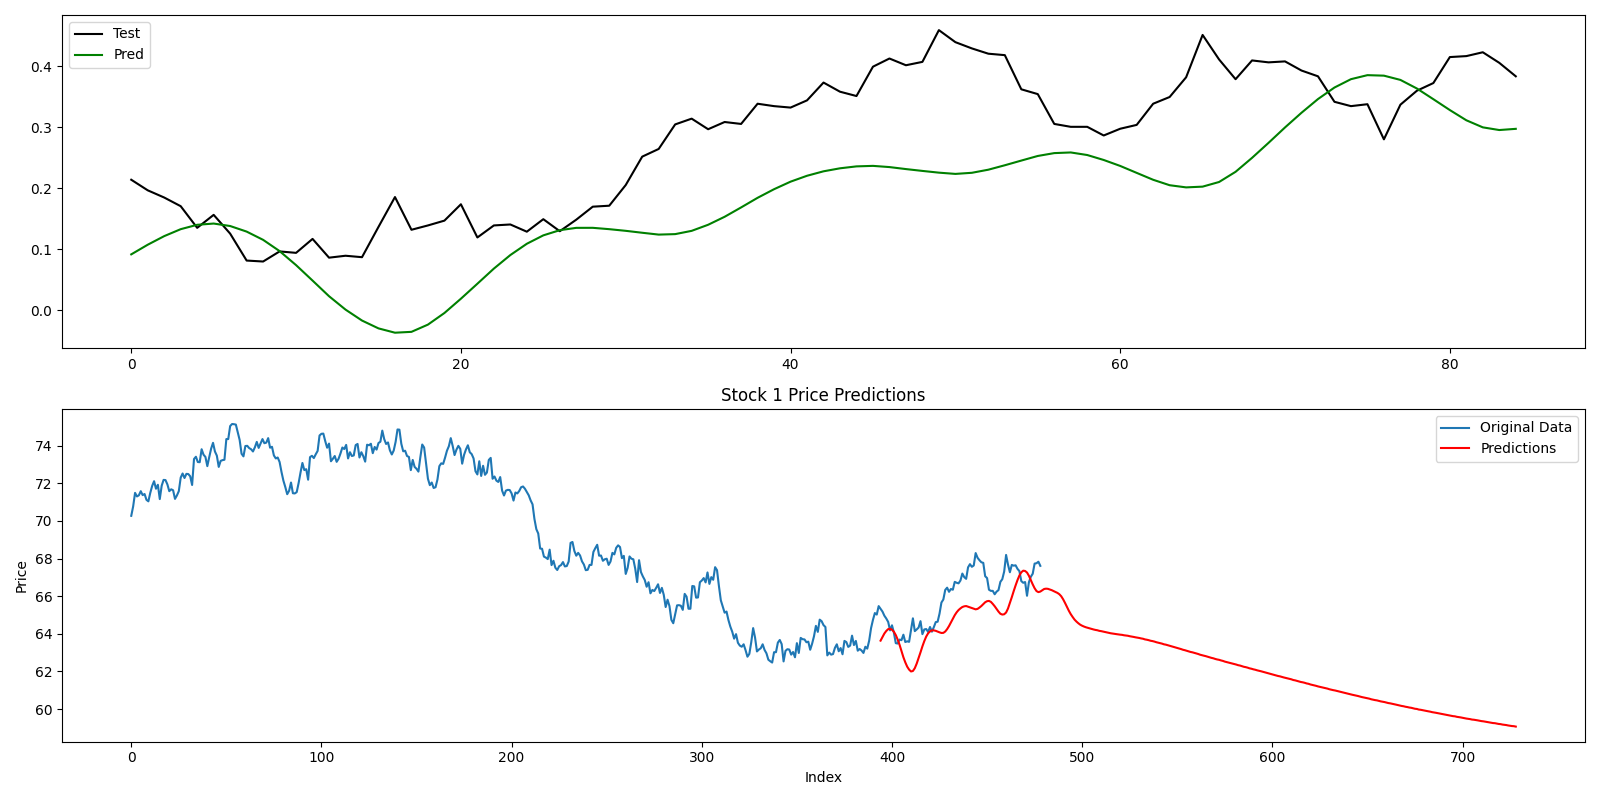 Test
Pred
0.4
0.3
0.2
0.1
0.0
0 20 40 60 80
Stock 1 Price Predictions
Original Data
Predictions
Price
74
72
70
68
66
64
62
60
0 100 200 300 400 500 600 700
Index